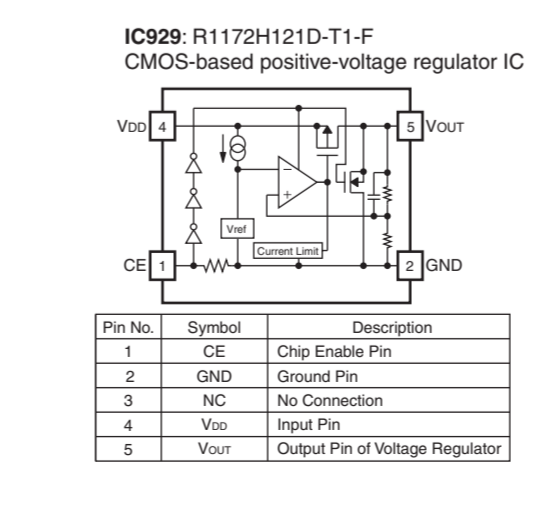 IC929: R1172H121D-T1-F
CMOS-based positive-voltage regulator IC
VDD 4
5 VOUT
−
+
Vref
Current Limit
CE 1
2 GND
Pin No. Symbol Description
1 CE Chip Enable Pin
2 GND Ground Pin
3 NC No Connection
4 VDD Input Pin
5 VOUT Output Pin of Voltage Regulator